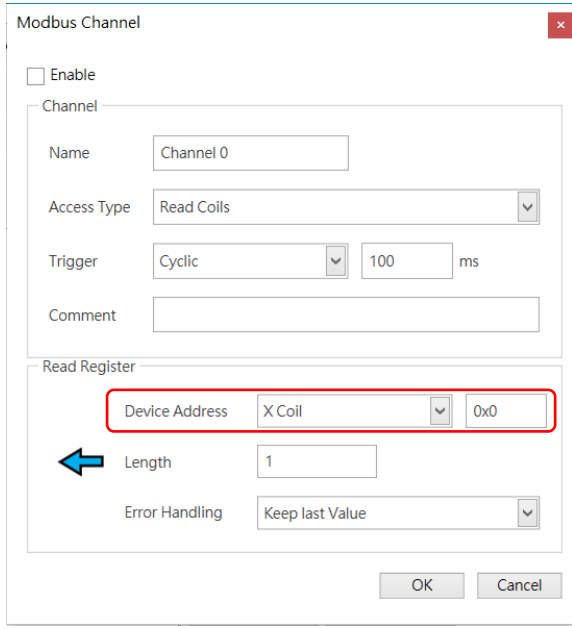 Modbus Channel
Enable
Channel
Name Channel 0
Access Type Read Coils
Trigger Cyclic 100 ms
Comment
Read Register
Device Address X Coil 0x0
Length 1
Error Handling Keep last Value
OK Cancel